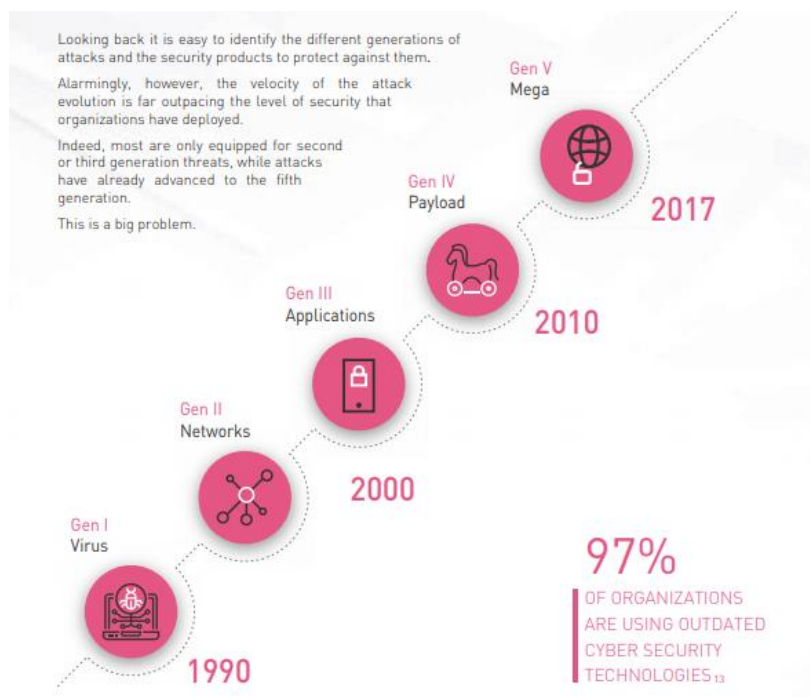 Looking back it is easy to identify the different generations of
attacks and the security products to protect against them.
Alarmingly, however, the velocity of the attack
evolution is far outpacing the level of security that
organizations have deployed.
Indeed, most are only equipped for second
or third generation threats, while attacks
have already advanced to the fifth
generation.
This is a big problem.
Gen V
Mega
2017
Gen IV
Payload
2010
Gen III
Applications
2000
Gen II
Networks
Gen I
Virus
1990
97%
OF ORGANIZATIONS
ARE USING OUTDATED
CYBER SECURITY
TECHNOLOGIES 13